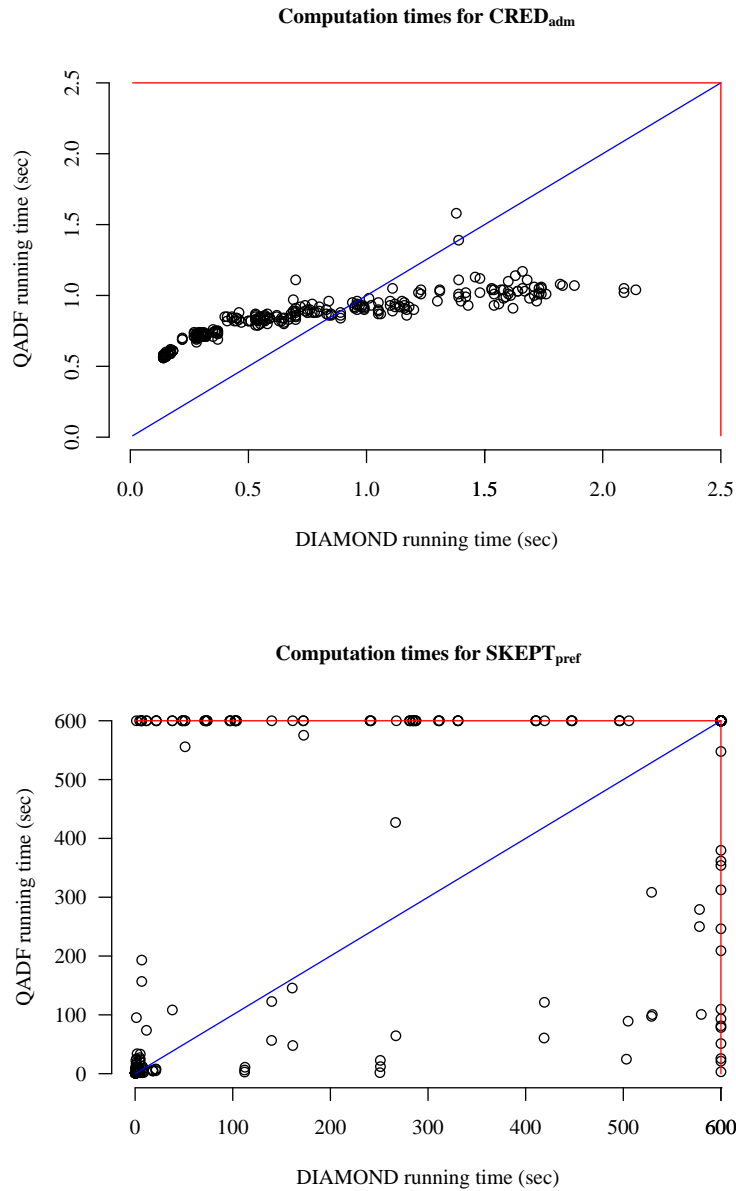 Computation times for CREDadm
QADF running time (sec)
2.5
2.0
1.5
1.0
0.5
0.0
0.0 0.5 1.0 1.5 2.0 2.5
DIAMOND running time (sec)
Computation times for SKEPTpref
QADF running time (sec)
600
500
400
300
200
100
0
0 100 200 300 400 500 600
DIAMOND running time (sec)